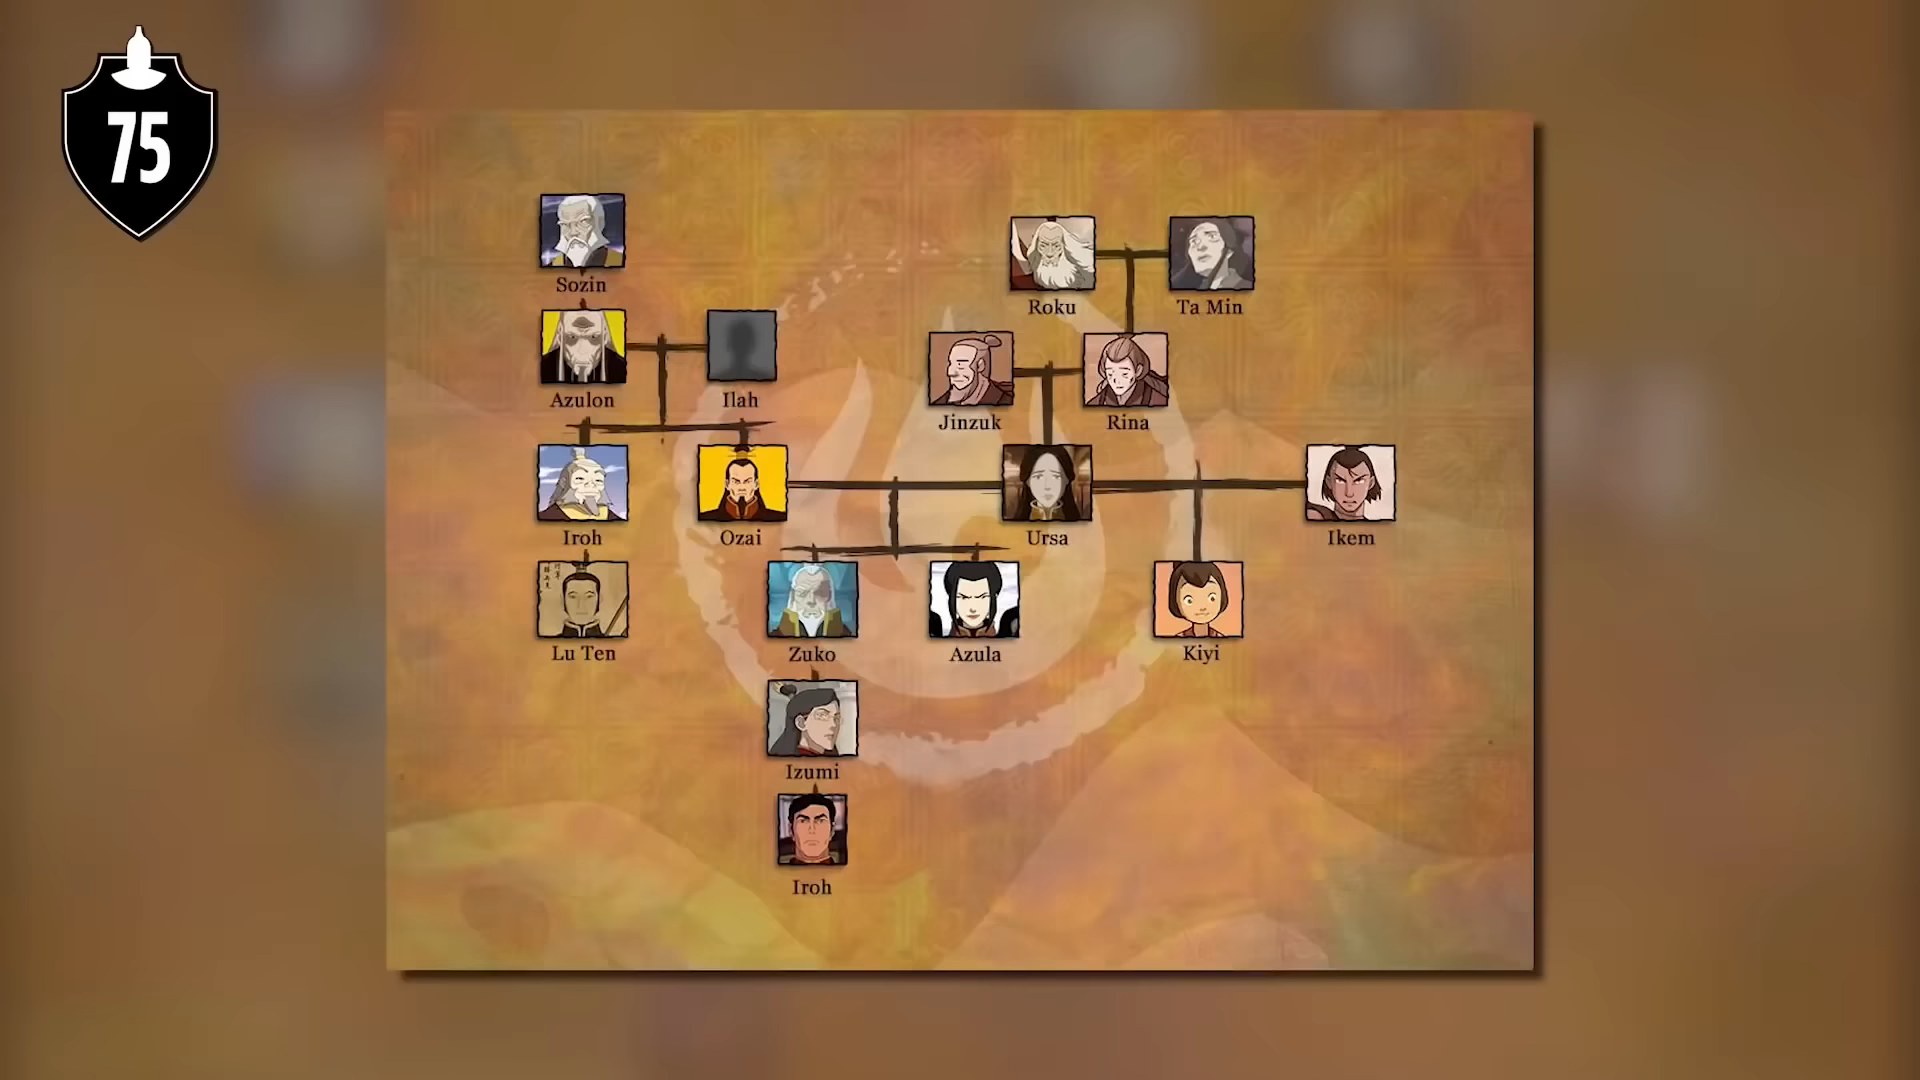 75
Sozin
Roku
Ta Min
Azulon
Ilah
Jinzuk
Rina
Iroh
Ozai
Ursa
Ikem
Lu Ten
Zuko
Azula
Kiyi
Izumi
Iroh